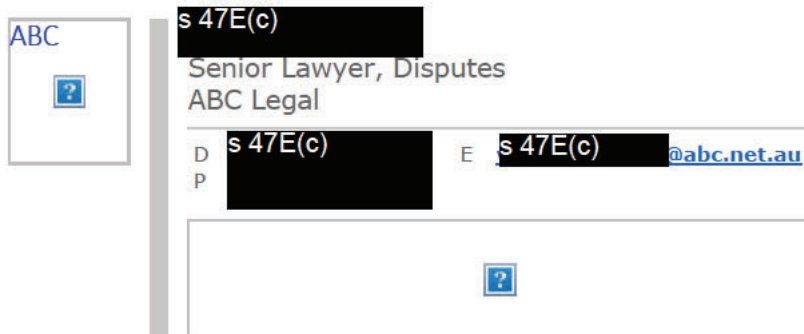 ABC
s 47E(c)
Senior Lawyer, Disputes
ABC Legal
D s 47E(c) E s 47E(c) @abc.net.au
P